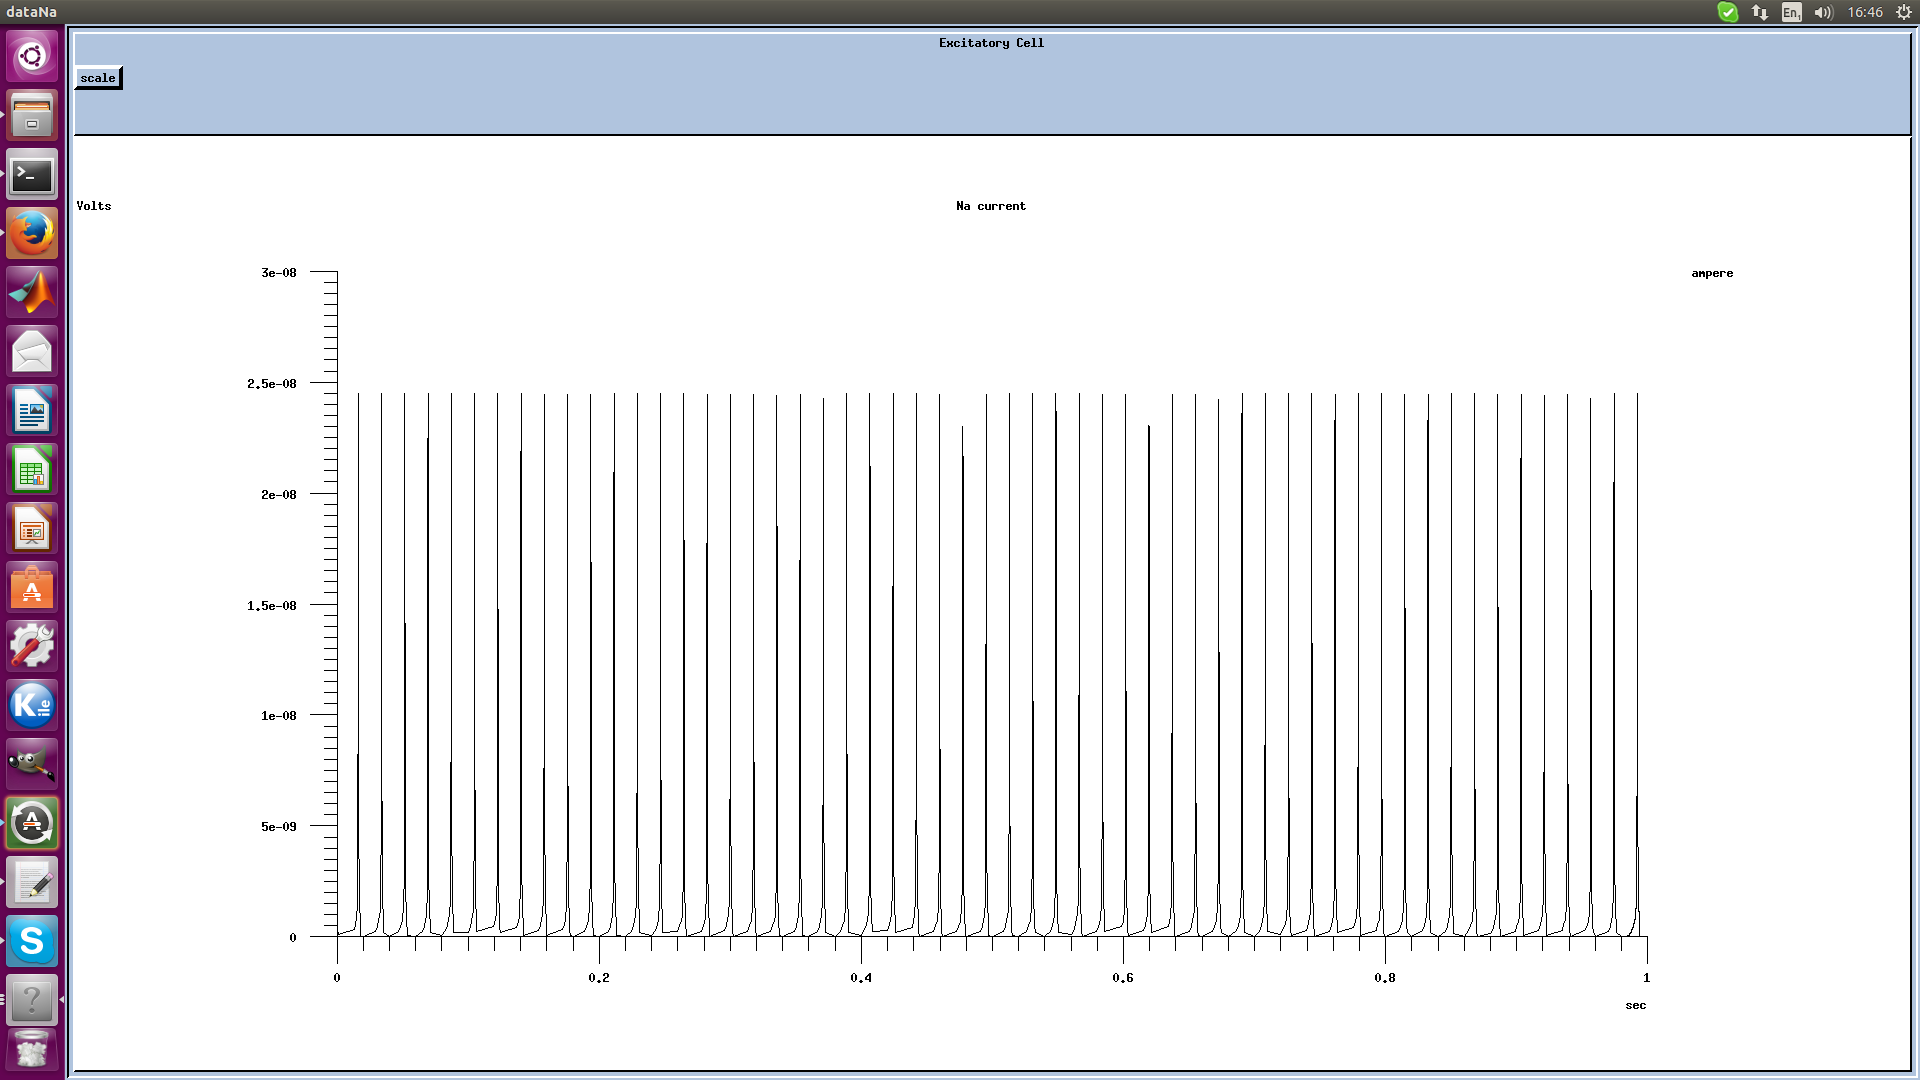 dataNa
En1
16:46
Excitatory Cell
scale
Volts
Na current
ampere
3e-08
2.5e-08
2e-08
1.5e-08
1e-08
5e-09
0
0 0.2 0.4 0.6 0.8 1
sec